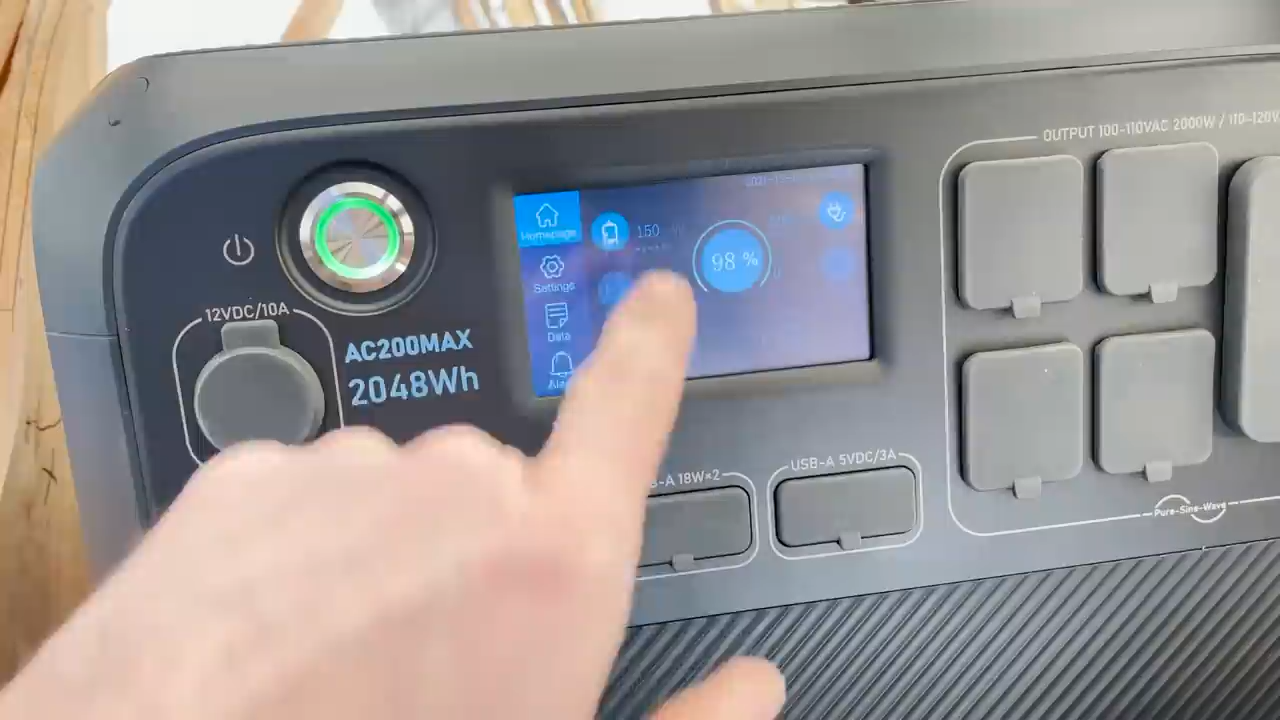 OUTPUT 100-110VAC 2000W / 110-120V
Homepage
150 W
98 %
Settings
Data
12VDC/10A
AC200MAX
2048Wh
USB-A 5VDC/3A
-A 18W×2
Pure-Sine-Wave